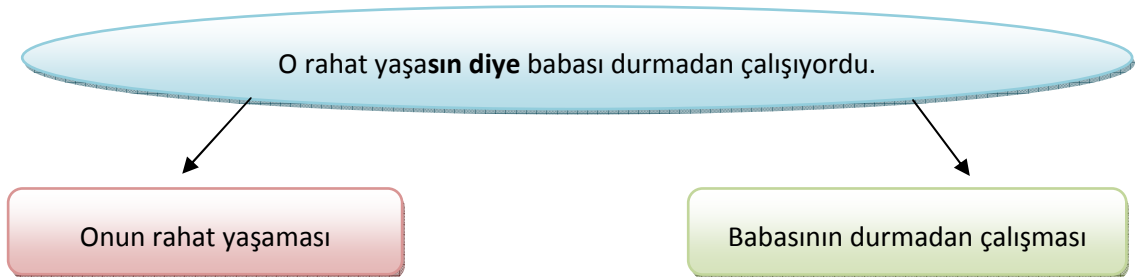 O rahat yaşasın diye babası durmadan çalışıyordu.
Onun rahat yaşaması
Babasının durmadan çalışması